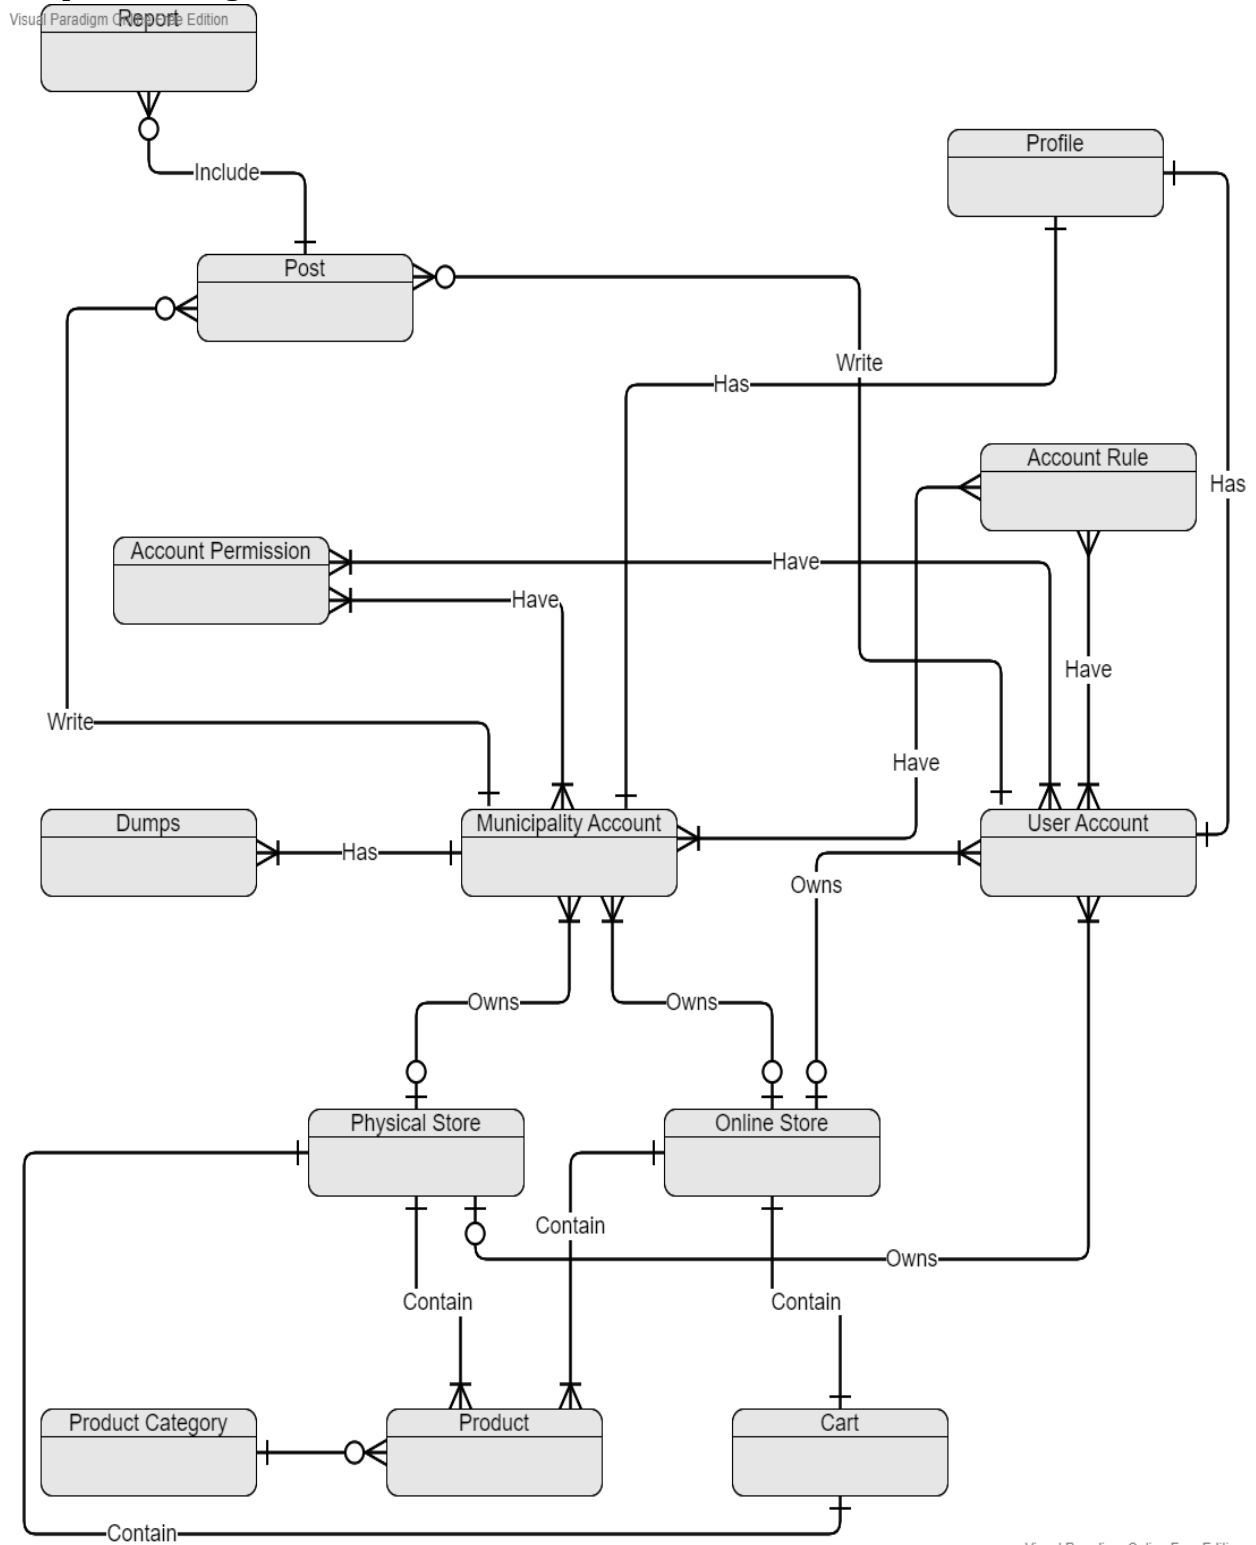 Visual Paradigm Online Free Edition
Report
Include
Profile
Post
Write
Has
Account Rule
Has
Account Permission
Have
Have
Have
Write
Have
Dumps
Municipality Account
User Account
Has
Owns
Owns
Owns
Physical Store
Online Store
Contain
Owns
Contain
Contain
Product Category
Product
Cart
Contain